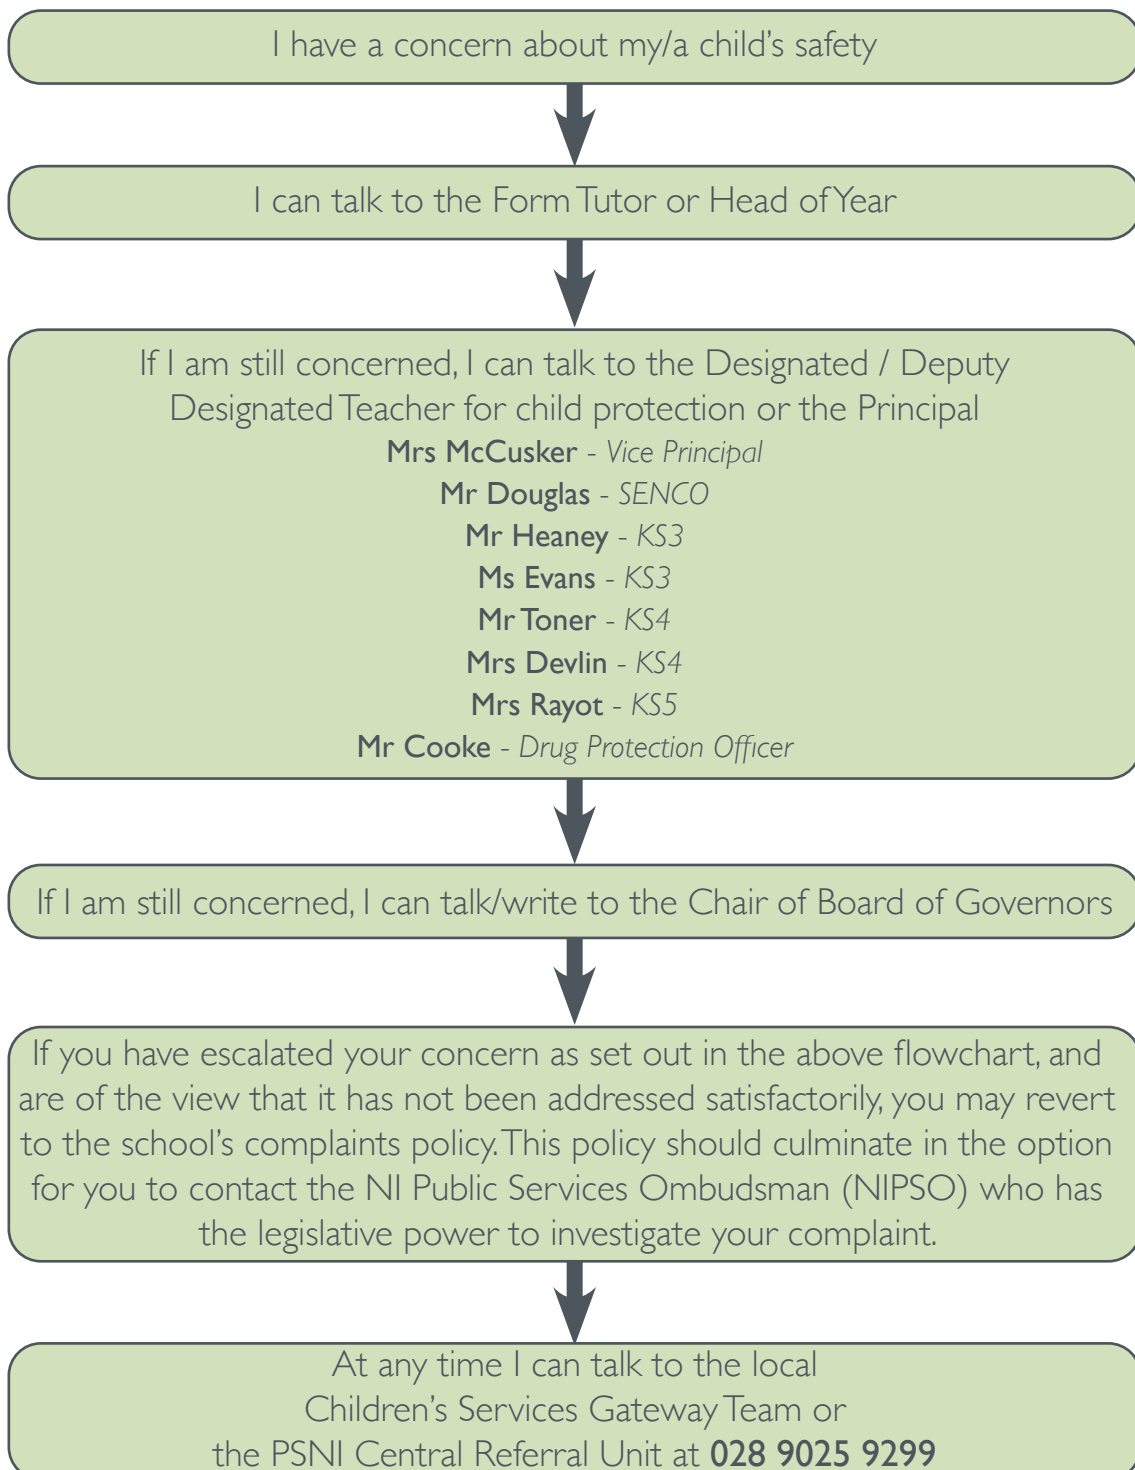 I have a concern about my/a child’s safety
I can talk to the Form Tutor or Head of Year
If I am still concerned, I can talk to the Designated / Deputy
Designated Teacher for child protection or the Principal
Mrs McCusker - Vice Principal
Mr Douglas - SENCO
Mr Heaney - KS3
Ms Evans - KS3
Mr Toner - KS4
Mrs Devlin - KS4
Mrs Rayot - KS5
Mr Cooke - Drug Protection Officer
If I am still concerned, I can talk/write to the Chair of Board of Governors
If you have escalated your concern as set out in the above flowchart, and
are of the view that it has not been addressed satisfactorily, you may revert
to the school’s complaints policy. This policy should culminate in the option
for you to contact the NI Public Services Ombudsman (NIPSO) who has
the legislative power to investigate your complaint.
At any time I can talk to the local
Children’s Services Gateway Team or
the PSNI Central Referral Unit at 028 9025 9299